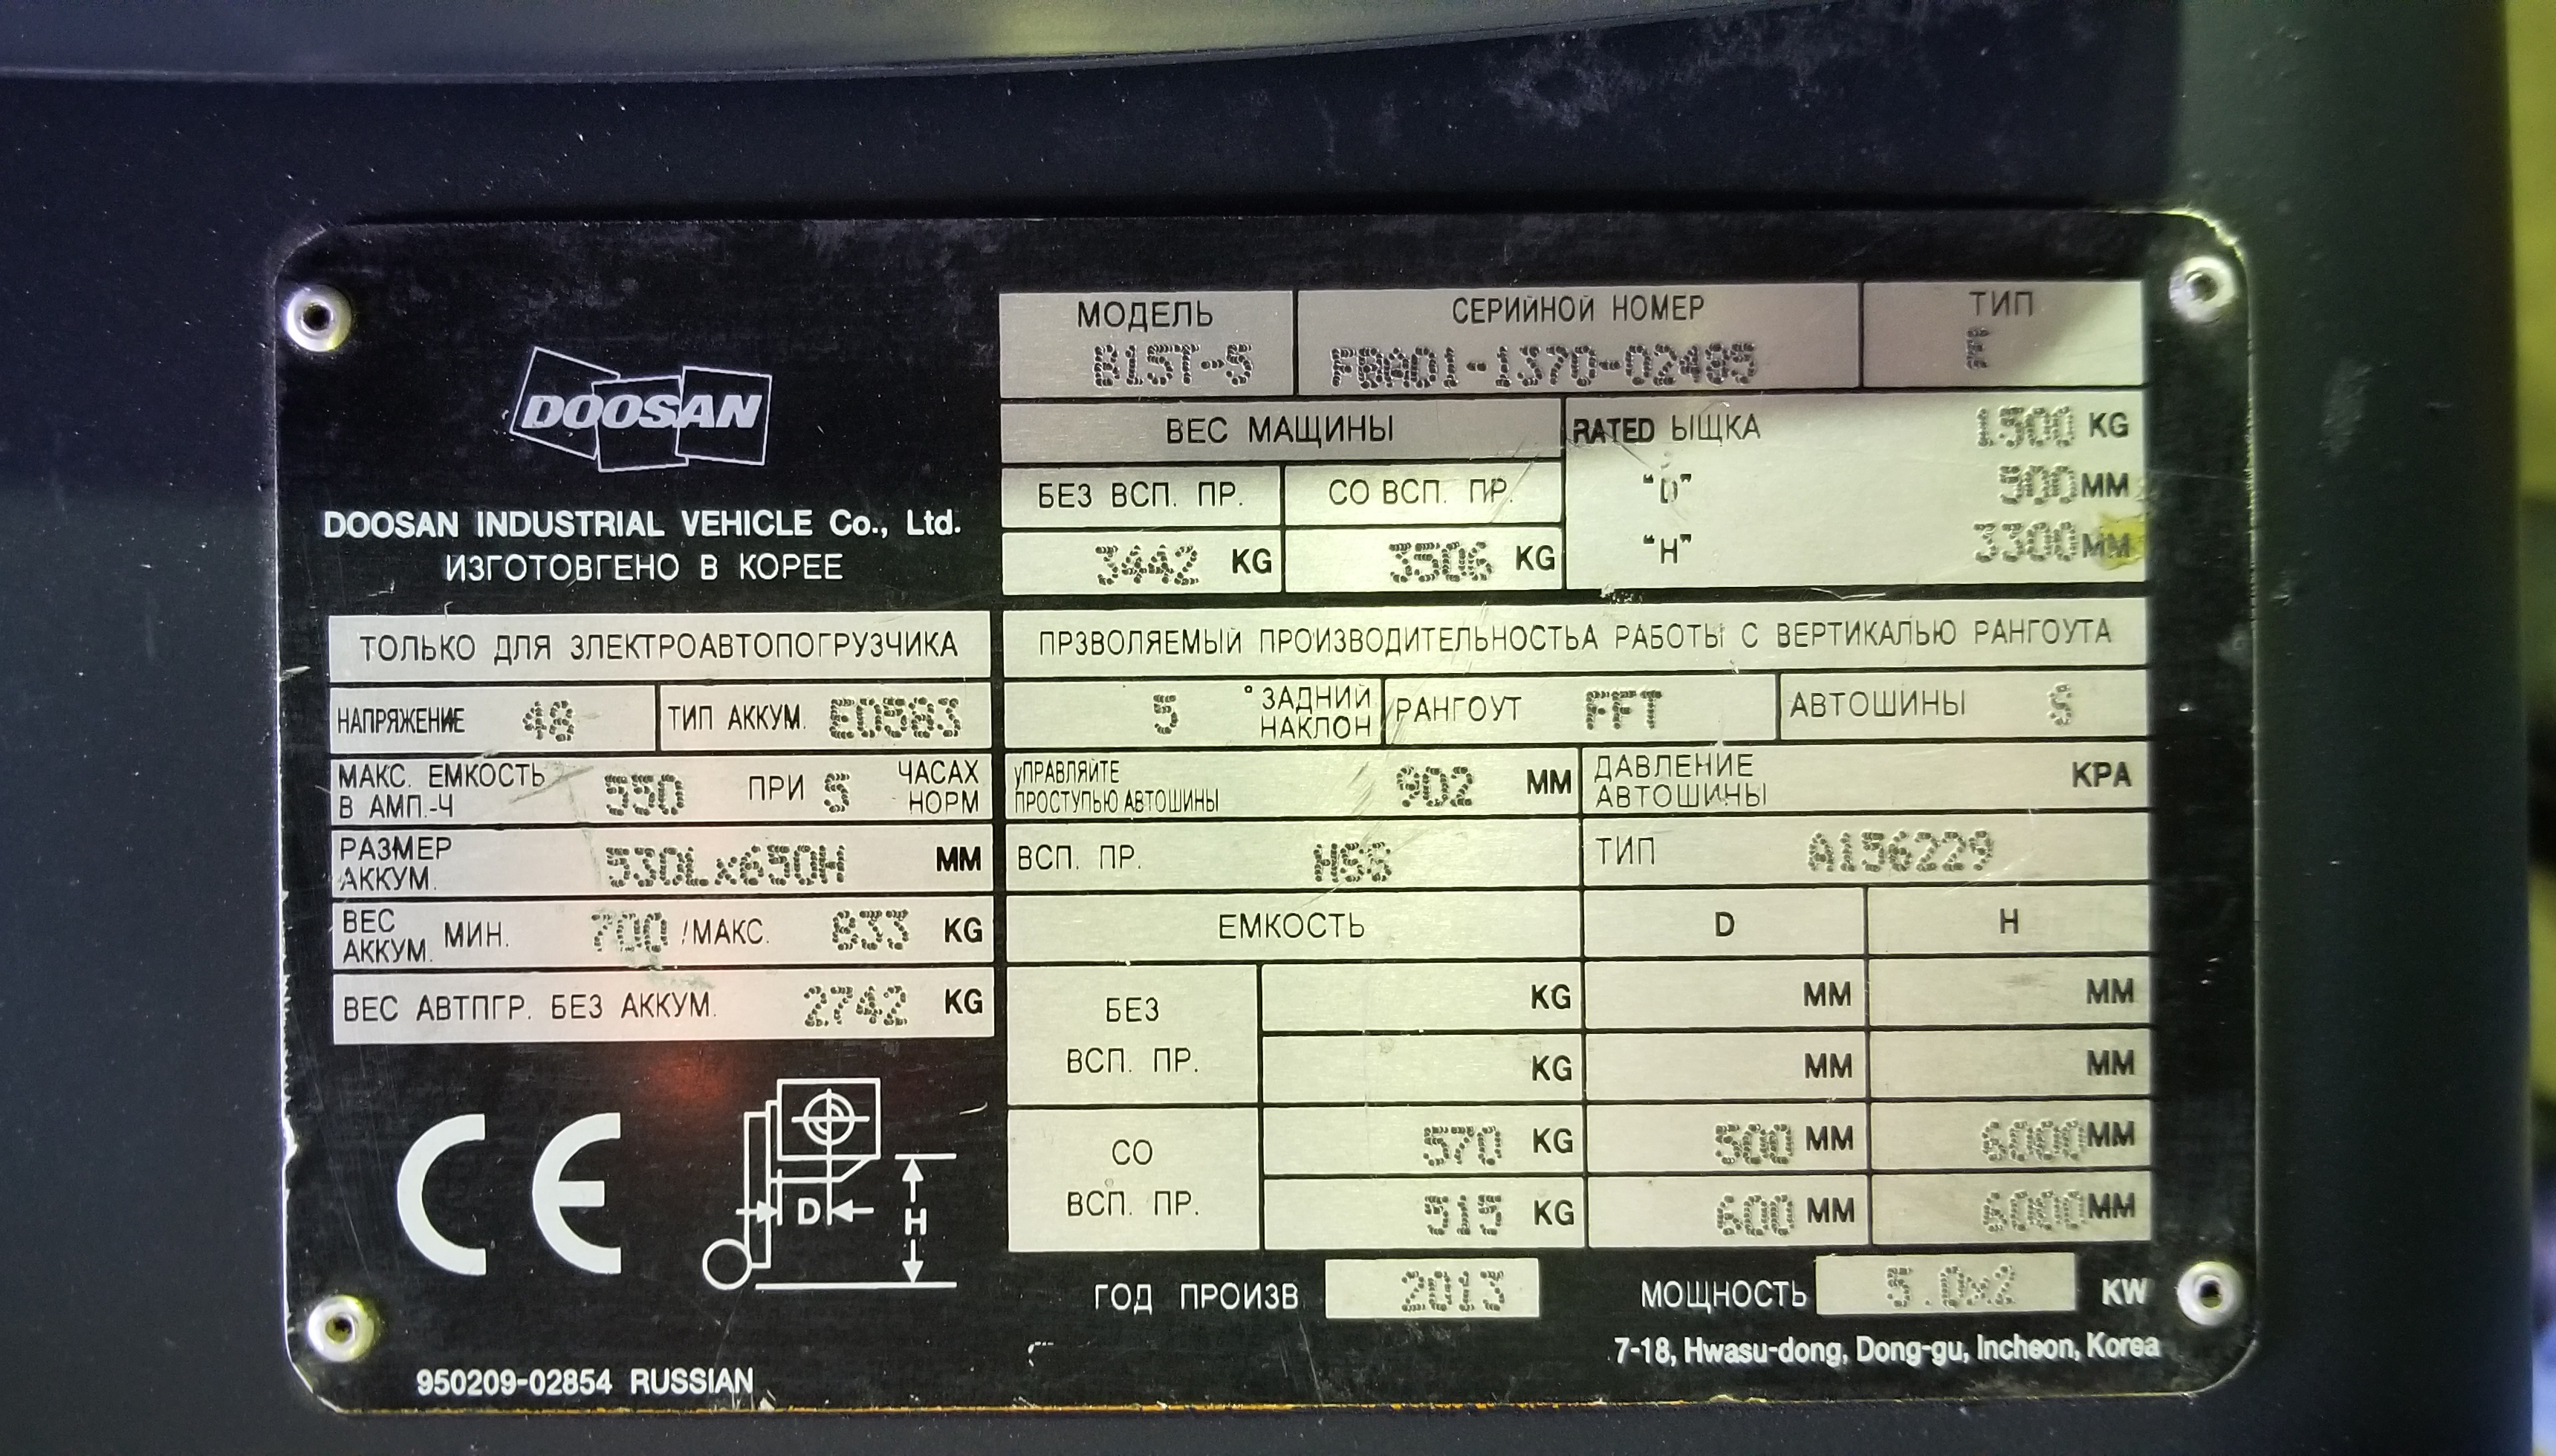 DOOSAN
DOOSAN INDUSTRIAL VEHICLE Co., Ltd.
ИЗГОТОВГЕНО В КОРЕЕ
МОДЕЛЬ СЕРИЙНОЙ НОМЕР ТИП
B15T-5 FBA01-1370-02495 F
ВЕС МАЩИНЫ
БЕЗ ВСП. ПР. СО ВСП. ПР.
3442 KG 3506 KG
RATED ЫЩКА 1500 KG
"D" 500 MM
"H" 3300 MM
ТОЛЬКО ДЛЯ ЗЛЕКТРОАВТОПОГРУЗЧИКА
НАПРЯЖЕНИЕ 48 ТИП АККУМ. ED583
МАКС. ЕМКОСТЬ
В АМП.-Ч 550 ПРИ 5 ЧАСАХ
НОРМ
РАЗМЕР
АККУМ. 530Lx650H MM
ВЕС
АККУМ. МИН. 700 /МАКС. 833 KG
ВЕС АВТПГР. БЕЗ АККУМ. 2742 KG
ПРЗВОЛЯЕМЫЙ ПРОИЗВОДИТЕЛЬНОСТЬА РАБОТЫ С ВЕРТИКАЛЬЮ РАНГОУТА
5 ° ЗАДНИЙ
НАКЛОН РАНГОУТ FFT АВТОШИНЫ S
уПРАВЛЯЙТЕ
ПРОСТУПЬЮ АВТОШИНЫ 902 MM ДАВЛЕНИЕ
АВТОШИНЫ KPA
ВСП. ПР. HSS ТИП A156229
ЕМКОСТЬ D H
БЕЗ
ВСП. ПР.
KG MM MM
KG MM MM
СО
ВСП. ПР.
570 KG 500 MM 6000 MM
515 KG 600 MM 6000 MM
D
H
CE
ГОД ПРОИЗВ 2013 МОЩНОСТЬ KW
7-18, Hwasu-dong, Dong-gu, Incheon, Korea
950209-02854 RUSSIAN